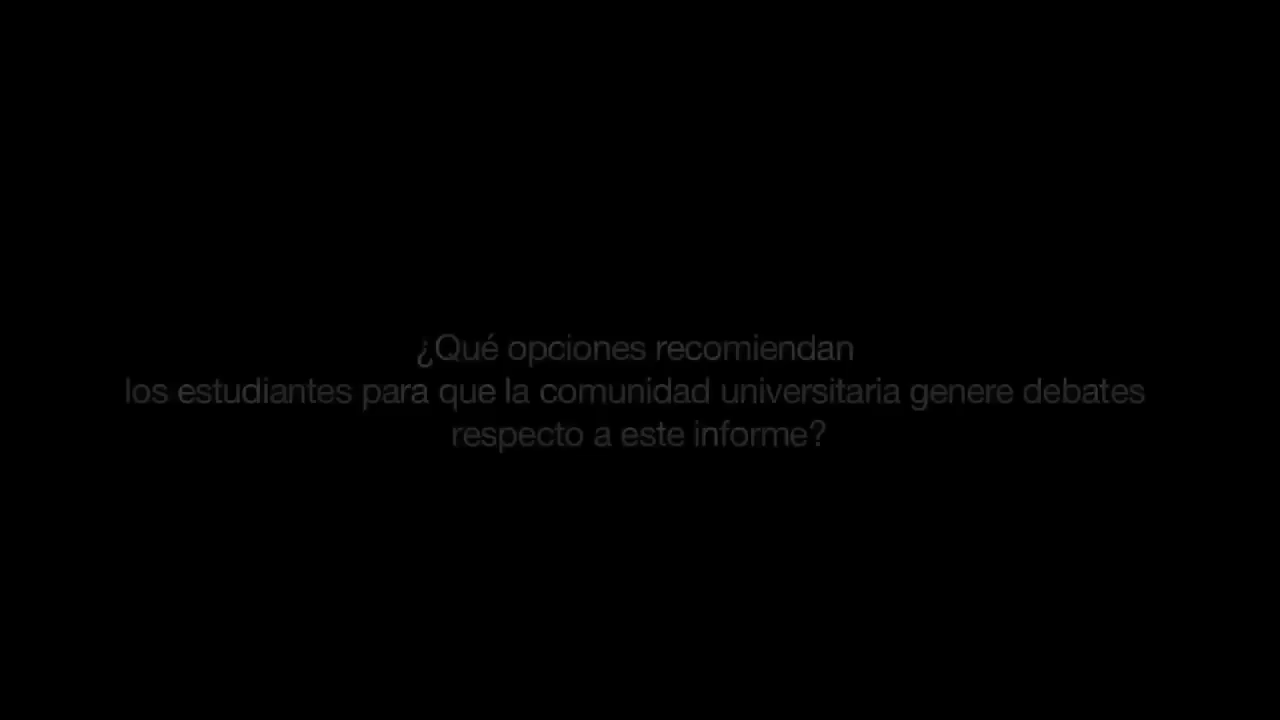 ¿Qué opciones recomiendan
los estudiantes para que la comunidad universitaria genere debates
respecto a este informe?